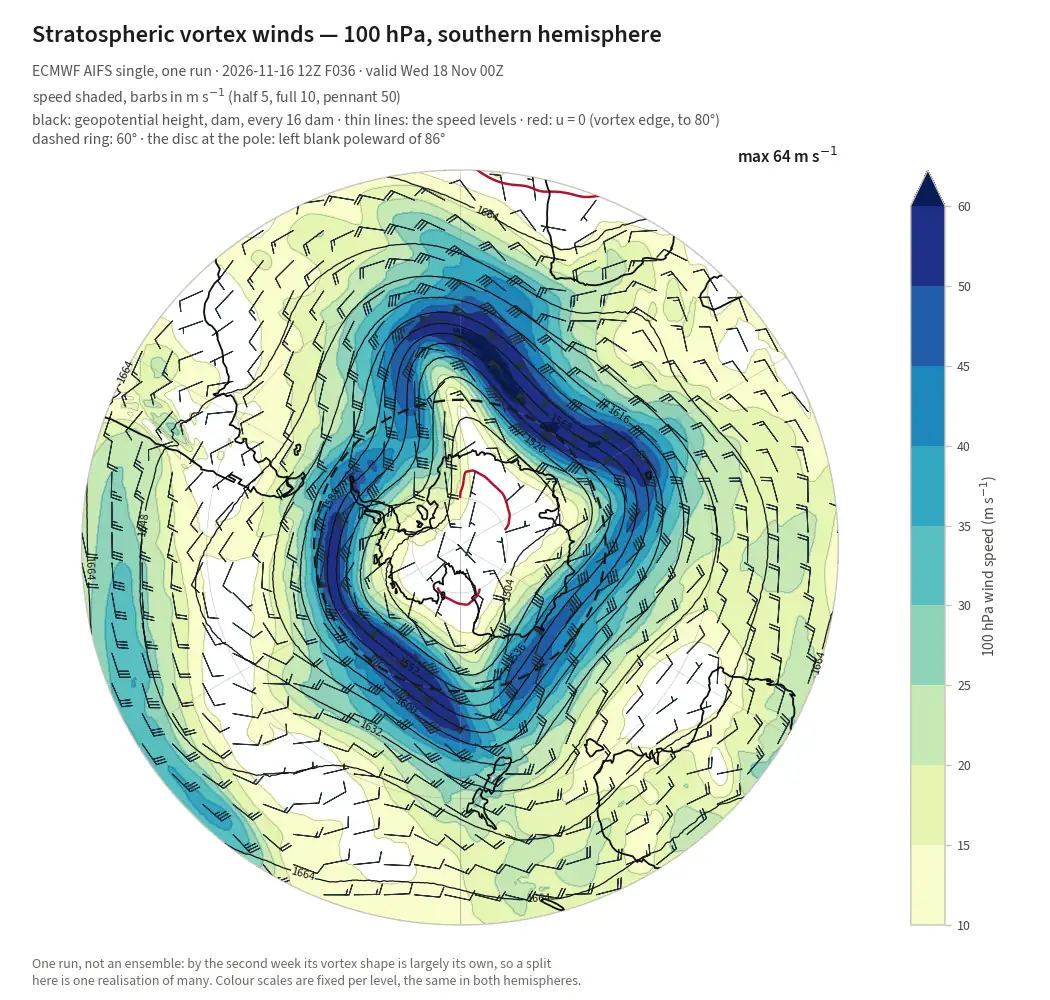 Stratospheric vortex winds — 100 hPa, southern hemisphere
ECMWF AIFS single, one run · 2026-11-16 12Z F036 · valid Wed 18 Nov 00Z
speed shaded, barbs in m s⁻¹ (half 5, full 10, pennant 50)
black: geopotential height, dam, every 16 dam · thin lines: the speed levels · red: u = 0 (vortex edge, to 80°)
dashed ring: 60° · the disc at the pole: left blank poleward of 86°
max 64 m s⁻¹
1664
1664
1616
1520
1648
1664
1504
1536
1664
1632
1664
60
50
45
40
35
30
25
20
15
10
100 hPa wind speed (m s⁻¹)
One run, not an ensemble: by the second week its vortex shape is largely its own, so a split
here is one realisation of many. Colour scales are fixed per level, the same in both hemispheres.